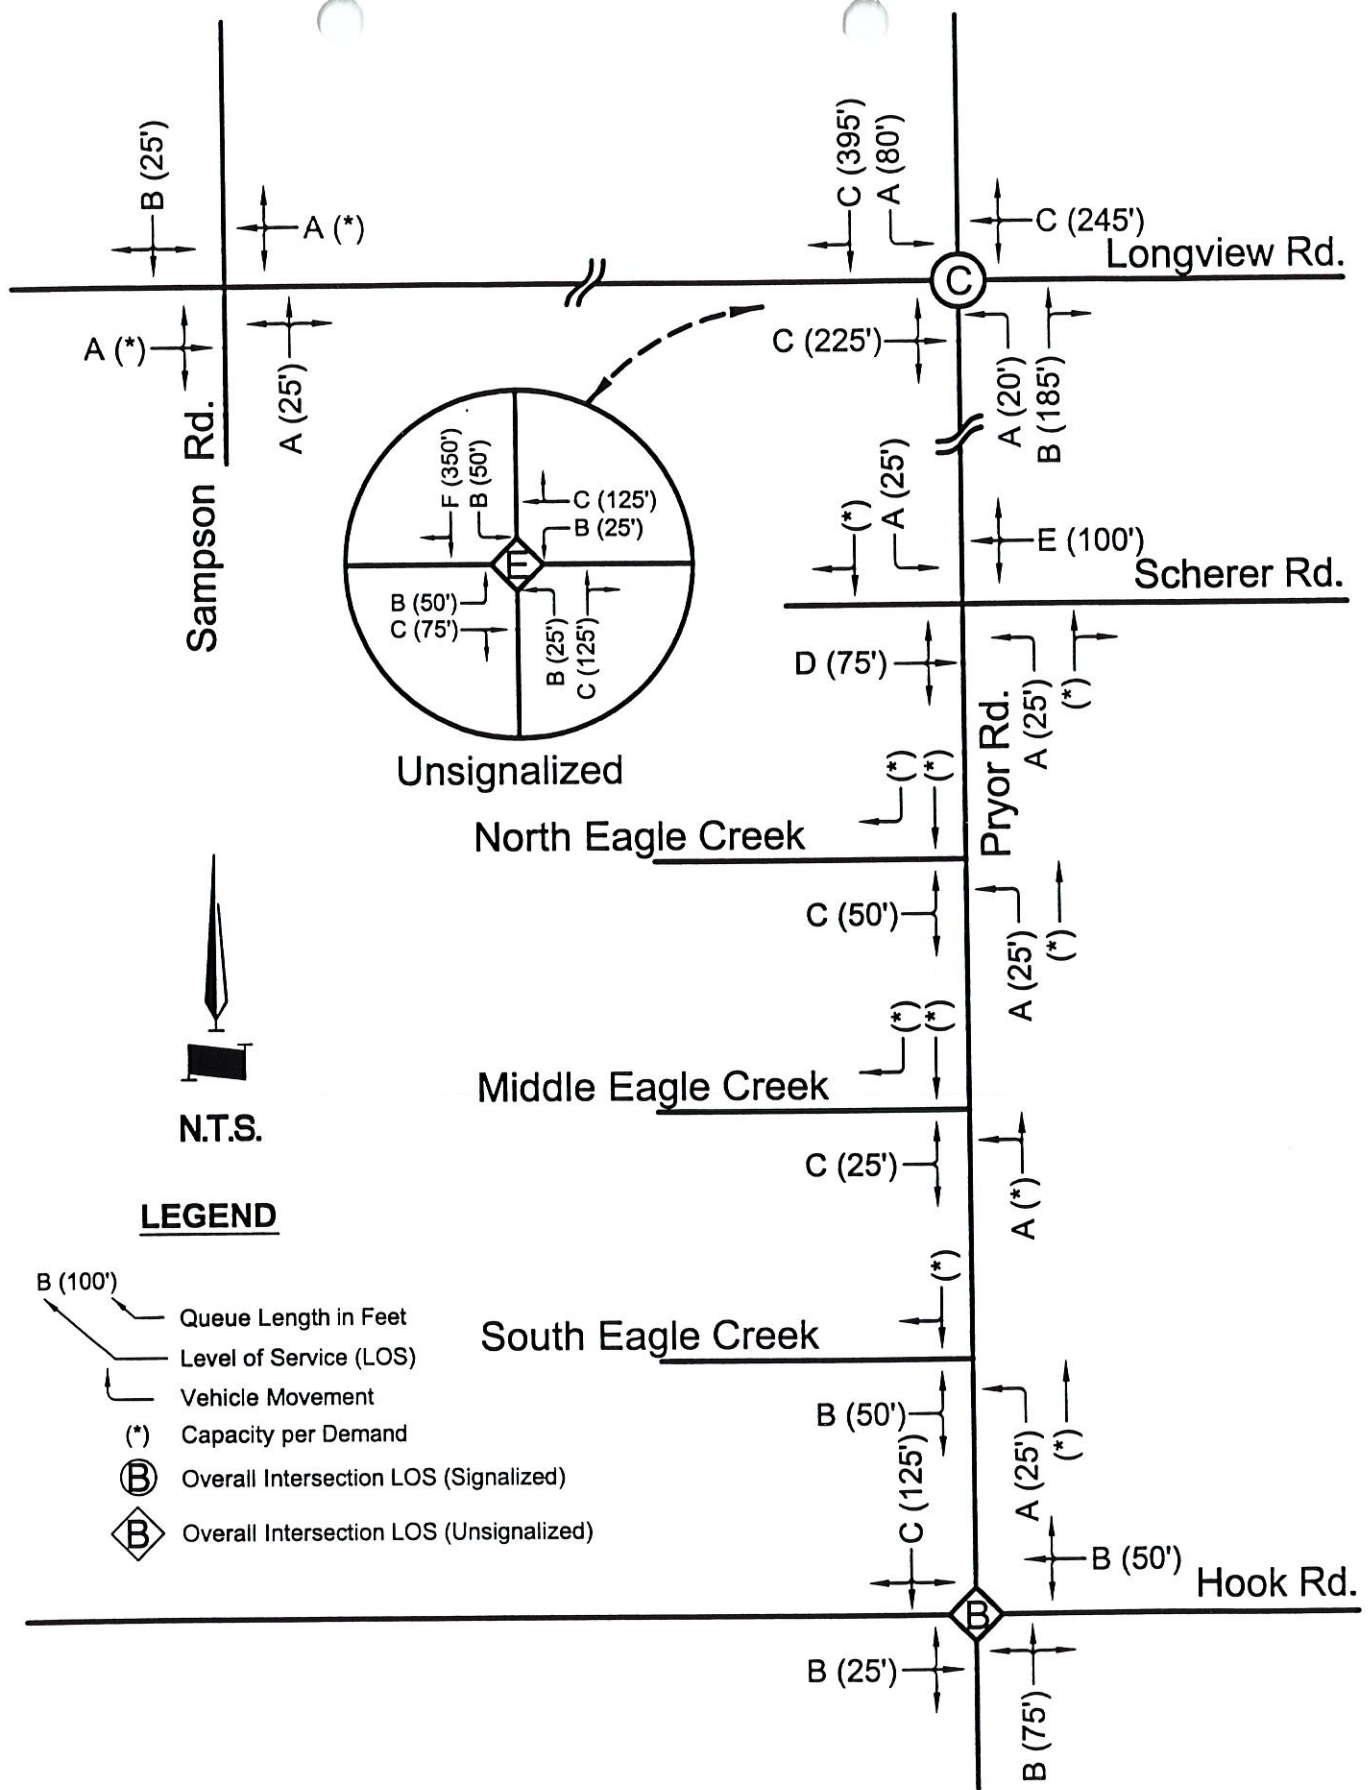 B (25')
A (*)
A (*)
A (25')
Sampson Rd.
C (395')
A (80')
C (245')
Longview Rd.
C
C (225')
A (20')
B (185')
F (350')
B (50')
C (125')
B (25')
E
B (50')
C (75')
B (25')
C (125')
Unsignalized
(*)
A (25')
E (100')
Scherer Rd.
D (75')
A (25')
(*)
Pryor Rd.
(*)
(*)
North Eagle Creek
C (50')
A (25')
(*)
(*)
(*)
Middle Eagle Creek
C (25')
A (*)
(*)
South Eagle Creek
B (50')
A (25')
(*)
C (125')
B (50')
Hook Rd.
B
B (25')
B (75')
N.T.S.
LEGEND
B (100')
Queue Length in Feet
Level of Service (LOS)
Vehicle Movement
(*) Capacity per Demand
B Overall Intersection LOS (Signalized)
B Overall Intersection LOS (Unsignalized)